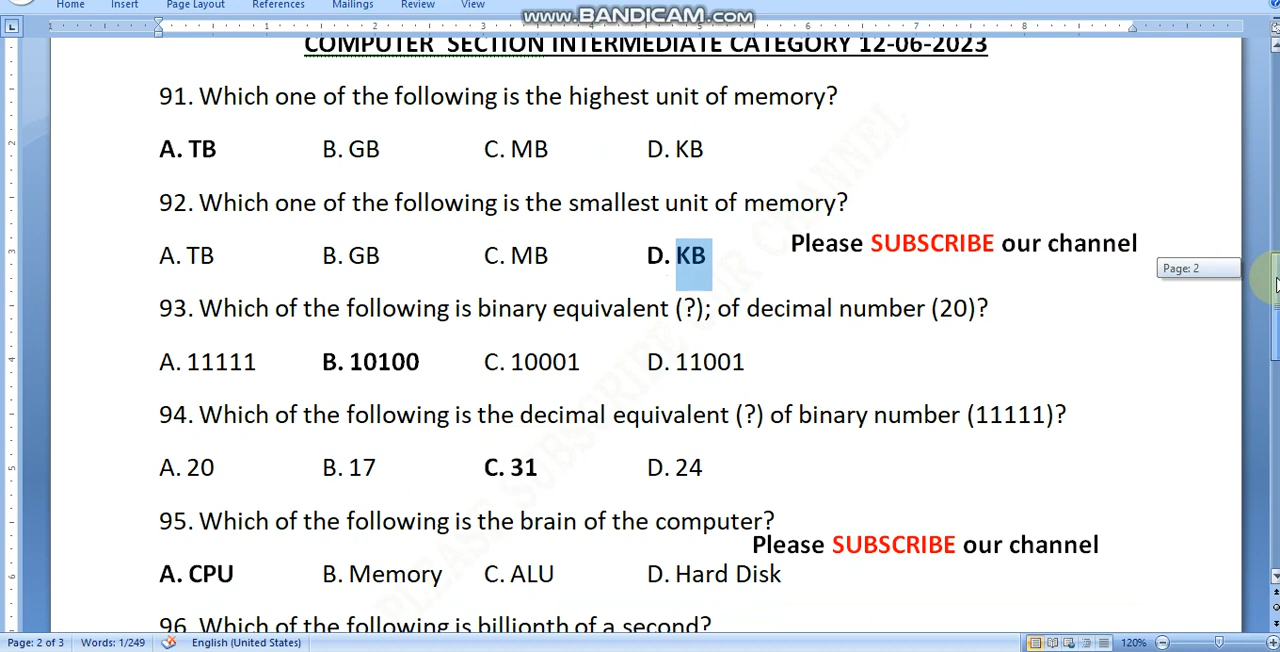 Home Insert Page Layout References Mailings Review View
www.BANDICAM.com
COMPUTER SECTION INTERMEDIATE CATEGORY 12-06-2023
91. Which one of the following is the highest unit of memory?
A. TB B. GB C. MB D. KB
92. Which one of the following is the smallest unit of memory?
Please SUBSCRIBE our channel
A. TB B. GB C. MB D. KB
Page: 2
93. Which of the following is binary equivalent (?); of decimal number (20)?
A. 11111 B. 10100 C. 10001 D. 11001
94. Which of the following is the decimal equivalent (?) of binary number (11111)?
A. 20 B. 17 C. 31 D. 24
95. Which of the following is the brain of the computer?
Please SUBSCRIBE our channel
A. CPU B. Memory C. ALU D. Hard Disk
96. Which of the following is billionth of a second?
PLEASE SUBSCRIBE FOR CHANNEL
Page: 2 of 3 Words: 1/249 English (United States) 120%